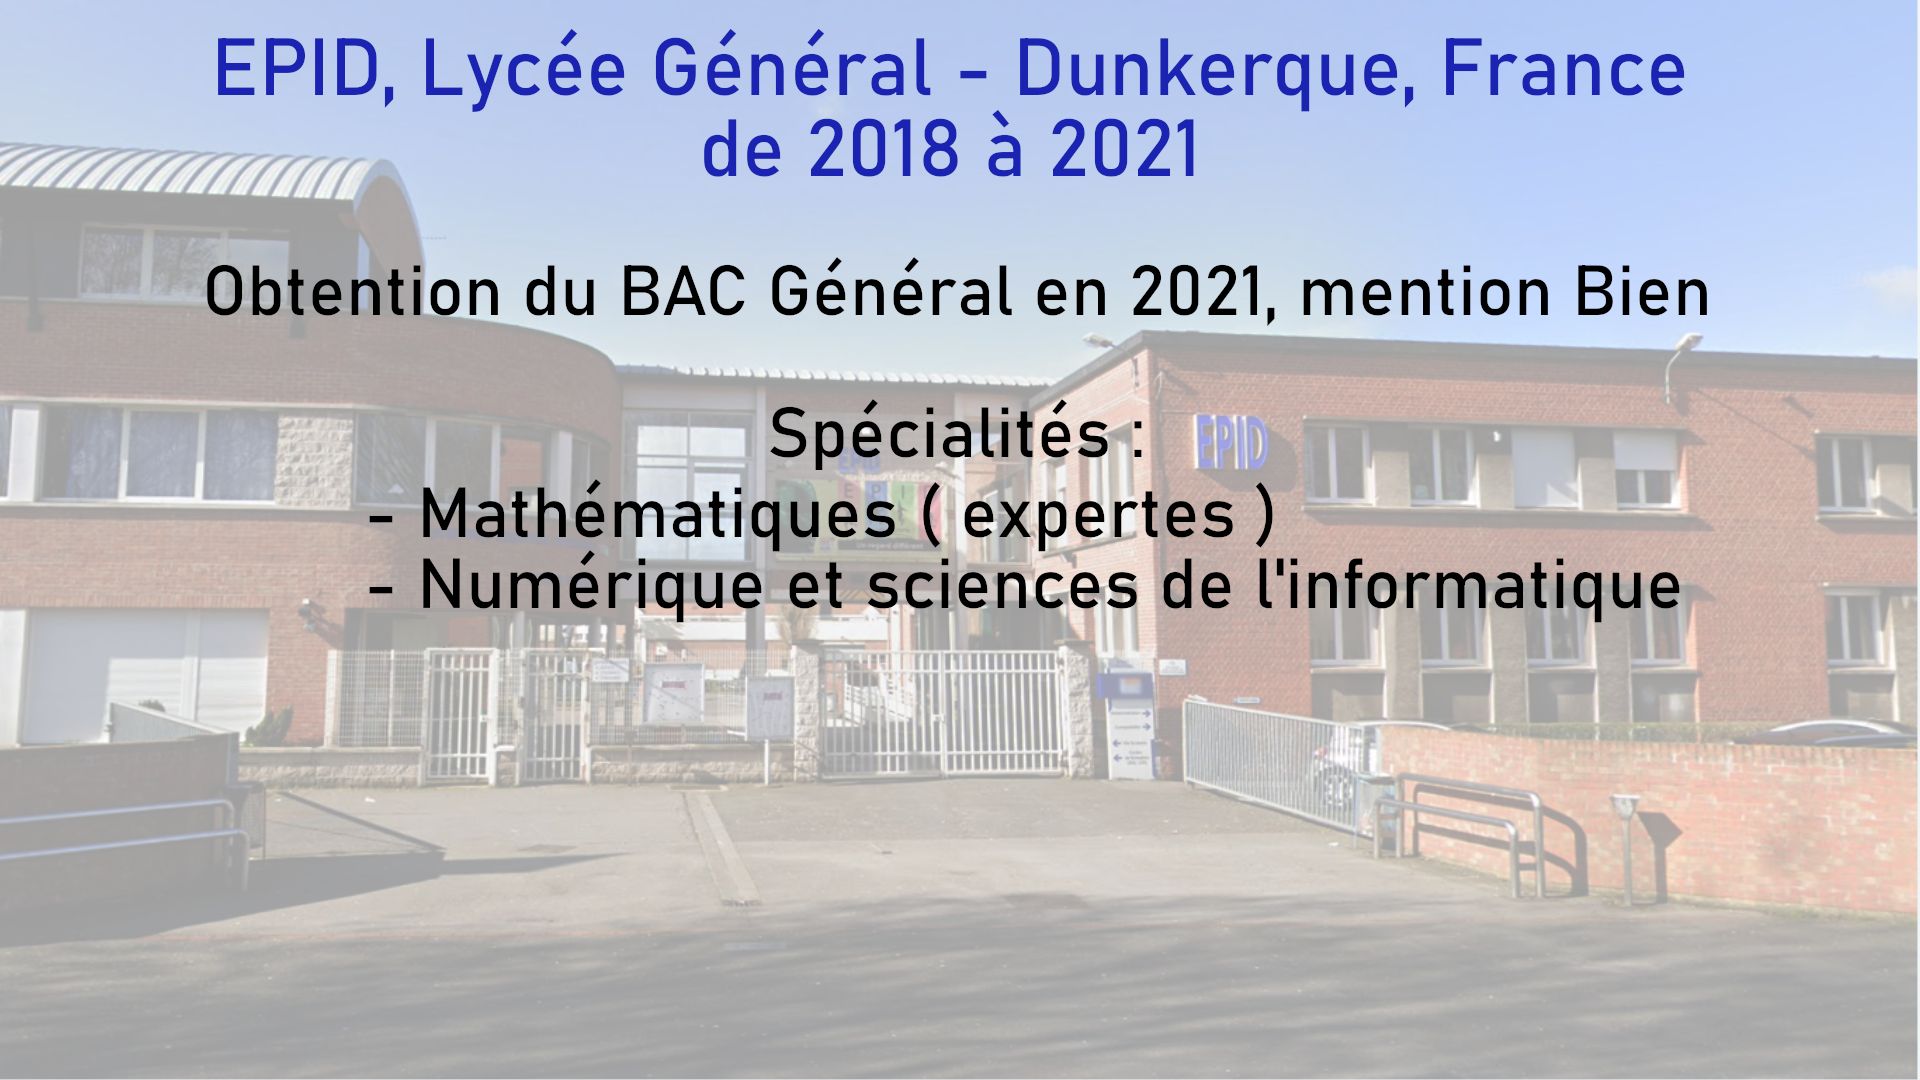 EPID, Lycée Général - Dunkerque, France
de 2018 à 2021
Obtention du BAC Général en 2021, mention Bien
Spécialités :
EPID
EPID
- Mathématiques ( expertes )
- Numérique et sciences de l'informatique